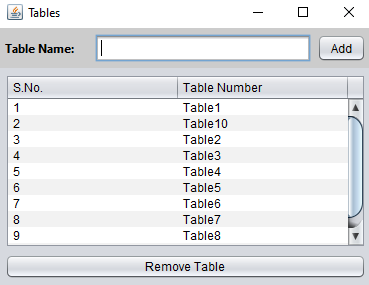 Tables
Table Name: Add
S.No. Table Number
1 Table1
2 Table10
3 Table2
4 Table3
5 Table4
6 Table5
7 Table6
8 Table7
9 Table8
Remove Table